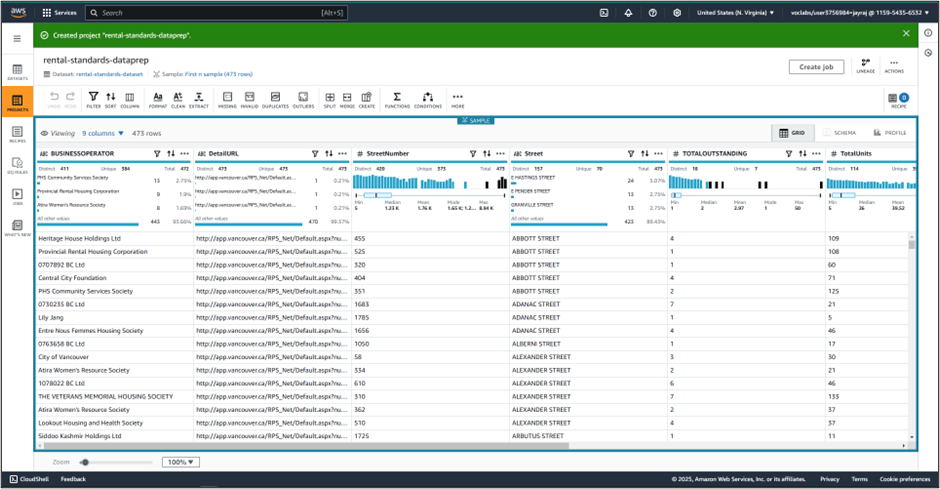 aws Services Search [Alt+S] United States (N. Virginia) voclabs/user3756984=jayraj @ 1159-5435-6532
Created project "rental-standards-dataprep".
rental-standards-dataprep
Dataset: rental-standards-dataset Sample: First n sample (473 rows)
Create job LINEAGE ACTIONS
UNDO REDO FILTER SORT COLUMN FORMAT CLEAN EXTRACT MISSING INVALID DUPLICATES OUTLIERS SPLIT MERGE CREATE FUNCTIONS CONDITIONS MORE RECIPE 0
DATASETS
PROJECTS
RECIPES
DQ RULES
JOBS
WHAT'S NEW
SAMPLE
Viewing 9 columns 473 rows GRID SCHEMA PROFILE
ABC BUSINESSOPERATOR ABC DetailURL # StreetNumber ABC Street # TOTALOUTSTANDING # TotalUnits
Distinct 411 Unique 384 Total 472 Distinct 473 Unique 473 Total 473 Distinct 420 Unique 373 Total 473 Distinct 157 Unique 70 Total 473 Distinct 18 Unique 7 Total 473 Distinct 114 Unique
PHS Community Services Society 13 2.75% http://app.vancouver.ca/RPS_Net/Default.as... 1 0.21% E HASTINGS STREET 24 5.07%
Provincial Rental Housing Corporation 9 1.9% http://app.vancouver.ca/RPS_Net/Default.as... 1 0.21% E PENDER STREET 13 2.75%
Atira Women's Resource Society 8 1.69% http://app.vancouver.ca/RPS_Net/Default.as... 1 0.21% GRANVILLE STREET 13 2.75%
Min Median Mean Mode Max Min Median Mean Mode Max Min Median Mean
All other values 443 93.66% All other values 470 99.37% 5 1.23 K 1.76 K 1.65 K; 1.2... 8.94 K All other values 423 89.43% 1 2 2.97 1 50 5 36 39.52
Heritage House Holdings Ltd http://app.vancouver.ca/RPS_Net/Default.aspx?nu... 455 ABBOTT STREET 4 109
Provincial Rental Housing Corporation http://app.vancouver.ca/RPS_Net/Default.aspx?nu... 525 ABBOTT STREET 1 108
0707892 BC Ltd http://app.vancouver.ca/RPS_Net/Default.aspx?nu... 320 ABBOTT STREET 1 60
Central City Foundation http://app.vancouver.ca/RPS_Net/Default.aspx?nu... 404 ABBOTT STREET 4 71
PHS Community Services Society http://app.vancouver.ca/RPS_Net/Default.aspx?nu... 351 ABBOTT STREET 2 125
0730235 BC Ltd http://app.vancouver.ca/RPS_Net/Default.aspx?nu... 1683 ADANAC STREET 7 21
Lily Jang http://app.vancouver.ca/RPS_Net/Default.aspx?nu... 1785 ADANAC STREET 1 5
Entre Nous Femmes Housing Society http://app.vancouver.ca/RPS_Net/Default.aspx?nu... 1656 ADANAC STREET 4 46
0763658 BC Ltd http://app.vancouver.ca/RPS_Net/Default.aspx?nu... 1050 ALBERNI STREET 1 17
City of Vancouver http://app.vancouver.ca/RPS_Net/Default.aspx?nu... 58 ALEXANDER STREET 3 30
Atira Women's Resource Society http://app.vancouver.ca/RPS_Net/Default.aspx?nu... 334 ALEXANDER STREET 2 21
1078022 BC Ltd http://app.vancouver.ca/RPS_Net/Default.aspx?nu... 610 ALEXANDER STREET 6 46
THE VETERANS MEMORIAL HOUSING SOCIETY http://app.vancouver.ca/RPS_Net/Default.aspx?nu... 310 ALEXANDER STREET 7 133
Atira Women's Resource Society http://app.vancouver.ca/RPS_Net/Default.aspx?nu... 362 ALEXANDER STREET 2 37
Lookout Housing and Health Society http://app.vancouver.ca/RPS_Net/Default.aspx?nu... 510 ALEXANDER STREET 4 37
Siddoo Kashmir Holdings Ltd http://app.vancouver.ca/RPS_Net/Default.aspx?nu... 1725 ARBUTUS STREET 1 11
Zoom 100%
CloudShell Feedback © 2025, Amazon Web Services, Inc. or its affiliates. Privacy Terms Cookie preferences